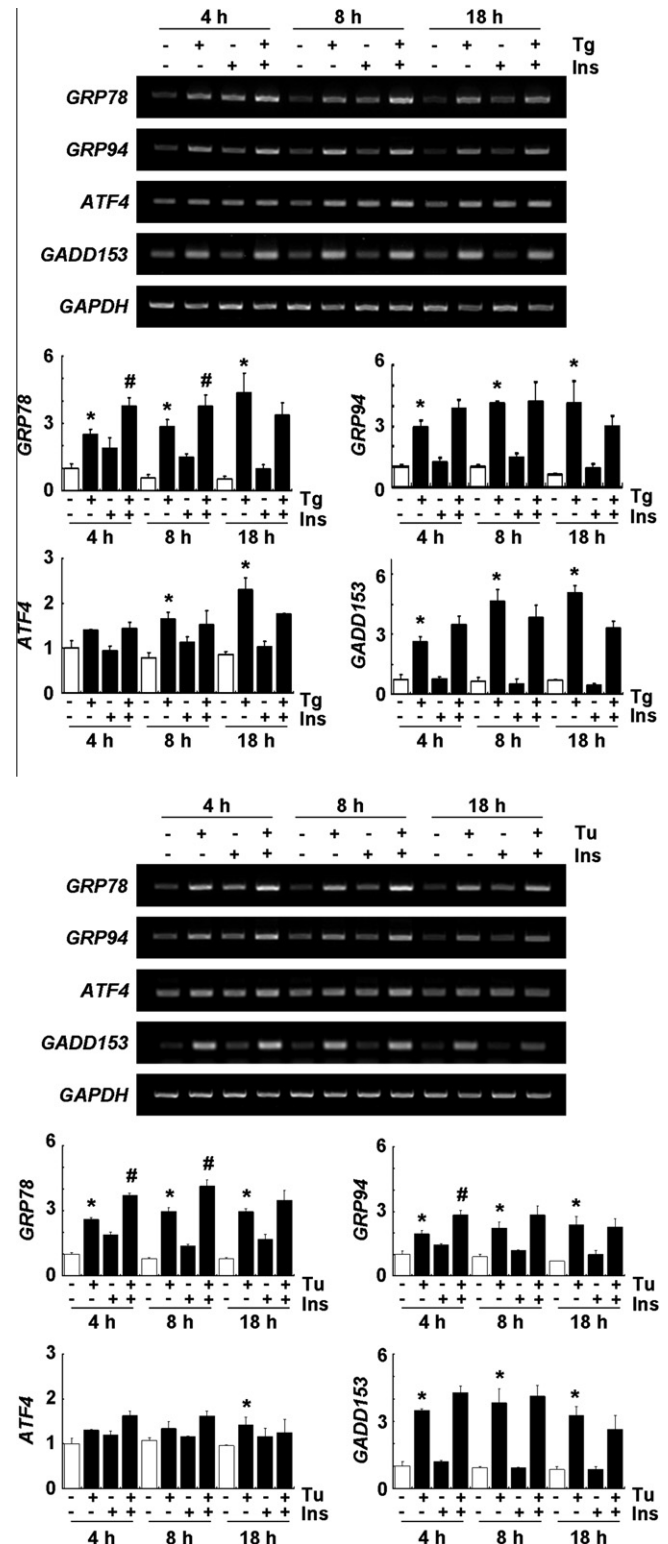 4 h 8 h 18 h
- + - + - + - + - + - + Tg
- - + + - - + + - - + + Ins
GRP78
GRP94
ATF4
GADD153
GAPDH
GRP78
6
3
0
* # * # *
- + - + - + - + - + - + Tg
- - + + - - + + - - + + Ins
4 h 8 h 18 h
GRP94
6
3
0
* * *
- + - + - + - + - + - + Tg
- - + + - - + + - - + + Ins
4 h 8 h 18 h
ATF4
3
2
1
0
* *
- + - + - + - + - + - + Tg
- - + + - - + + - - + + Ins
4 h 8 h 18 h
GADD153
6
3
0
* * *
- + - + - + - + - + - + Tg
- - + + - - + + - - + + Ins
4 h 8 h 18 h
4 h 8 h 18 h
- + - + - + - + - + - + Tu
- - + + - - + + - - + + Ins
GRP78
GRP94
ATF4
GADD153
GAPDH
GRP78
6
3
0
* # * # *
- + - + - + - + - + - + Tu
- - + + - - + + - - + + Ins
4 h 8 h 18 h
GRP94
6
3
0
* # * *
- + - + - + - + - + - + Tu
- - + + - - + + - - + + Ins
4 h 8 h 18 h
ATF4
3
2
1
0
*
- + - + - + - + - + - + Tu
- - + + - - + + - - + + Ins
4 h 8 h 18 h
GADD153
6
3
0
* * *
- + - + - + - + - + - + Tu
- - + + - - + + - - + + Ins
4 h 8 h 18 h